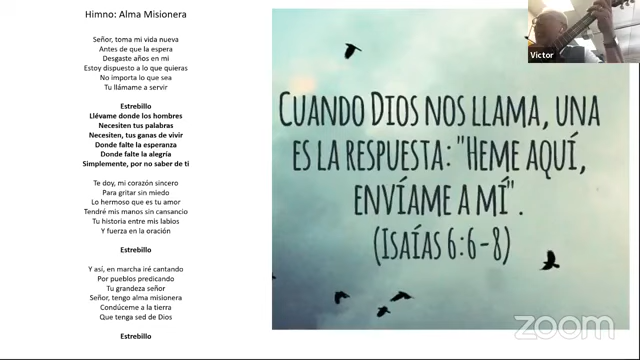 Himno: Alma Misionera
Señor, toma mi vida nueva
Antes de que la espera
Desgaste años en mi
Estoy dispuesto a lo que quieras
No importa lo que sea
Tu llámame a servir
Estrebillo
Llévame donde los hombres
Necesiten tus palabras
Necesiten, tus ganas de vivir
Donde falte la esperanza
Donde falte la alegría
Simplemente, por no saber de ti
Te doy, mi corazón sincero
Para gritar sin miedo
Lo hermoso que es tu amor
Tendré mis manos sin cansancio
Tu historia entre mis labios
Y fuerza en la oración
Estrebillo
Y así, en marcha iré cantando
Por pueblos predicando
Tu grandeza señor
Señor, tengo alma misionera
Condúceme a la tierra
Que tenga sed de Dios
Estrebillo
Cuando Dios nos llama, una
es la respuesta: "Heme aquí,
envíame a mí".
(Isaías 6:6-8)
Victor
zoom